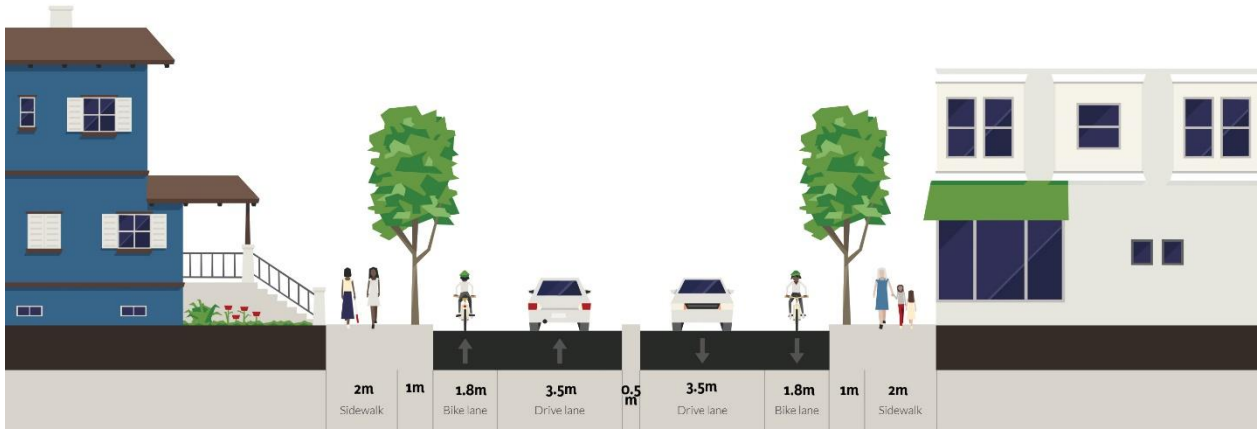 2m
Sidewalk
1m
1.8m
Bike lane
3.5m
Drive lane
0.5
m
3.5m
Drive lane
1.8m
Bike lane
1m
2m
Sidewalk